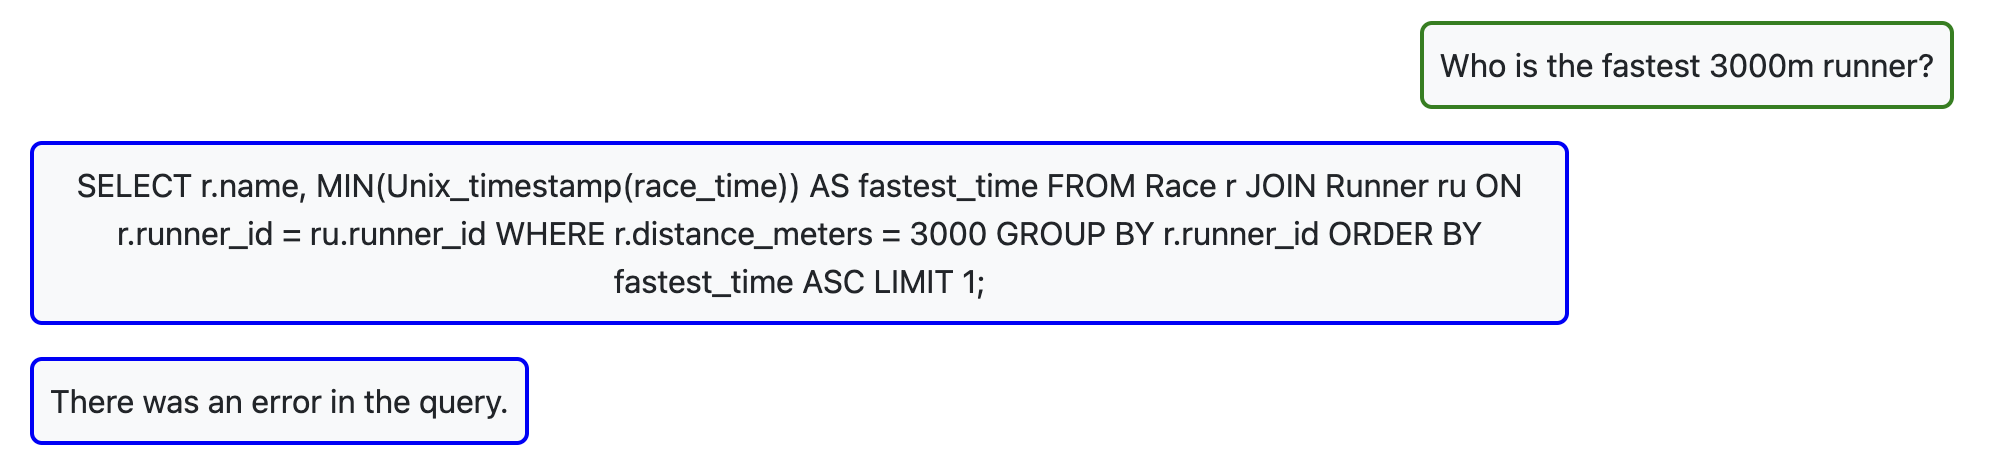 Who is the fastest 3000m runner?
SELECT r.name, MIN(Unix_timestamp(race_time)) AS fastest_time FROM Race r JOIN Runner ru ON
r.runner_id = ru.runner_id WHERE r.distance_meters = 3000 GROUP BY r.runner_id ORDER BY
fastest_time ASC LIMIT 1;
There was an error in the query.